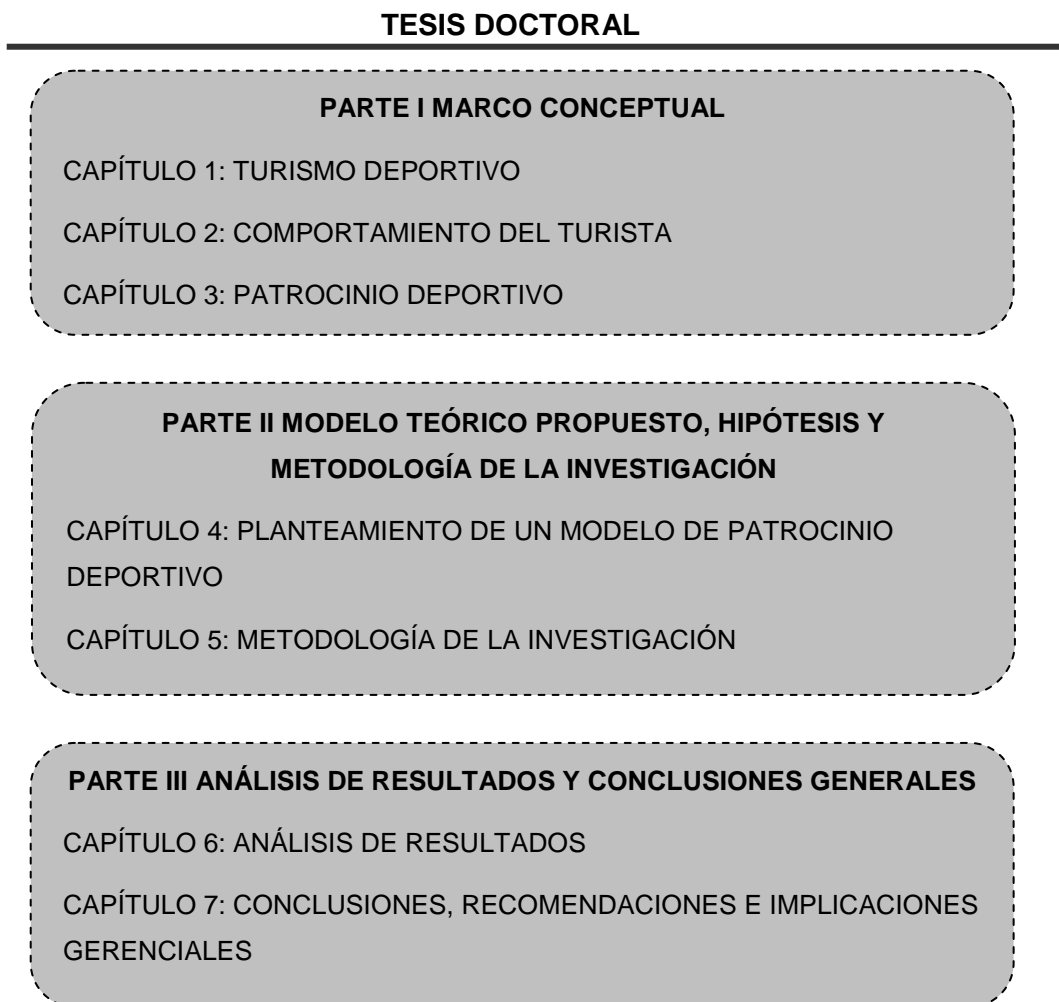 TESIS DOCTORAL
PARTE I MARCO CONCEPTUAL
CAPÍTULO 1: TURISMO DEPORTIVO
CAPÍTULO 2: COMPORTAMIENTO DEL TURISTA
CAPÍTULO 3: PATROCINIO DEPORTIVO
PARTE II MODELO TEÓRICO PROPUESTO, HIPÓTESIS Y
METODOLOGÍA DE LA INVESTIGACIÓN
CAPÍTULO 4: PLANTEAMIENTO DE UN MODELO DE PATROCINIO
DEPORTIVO
CAPÍTULO 5: METODOLOGÍA DE LA INVESTIGACIÓN
PARTE III ANÁLISIS DE RESULTADOS Y CONCLUSIONES GENERALES
CAPÍTULO 6: ANÁLISIS DE RESULTADOS
CAPÍTULO 7: CONCLUSIONES, RECOMENDACIONES E IMPLICACIONES
GERENCIALES